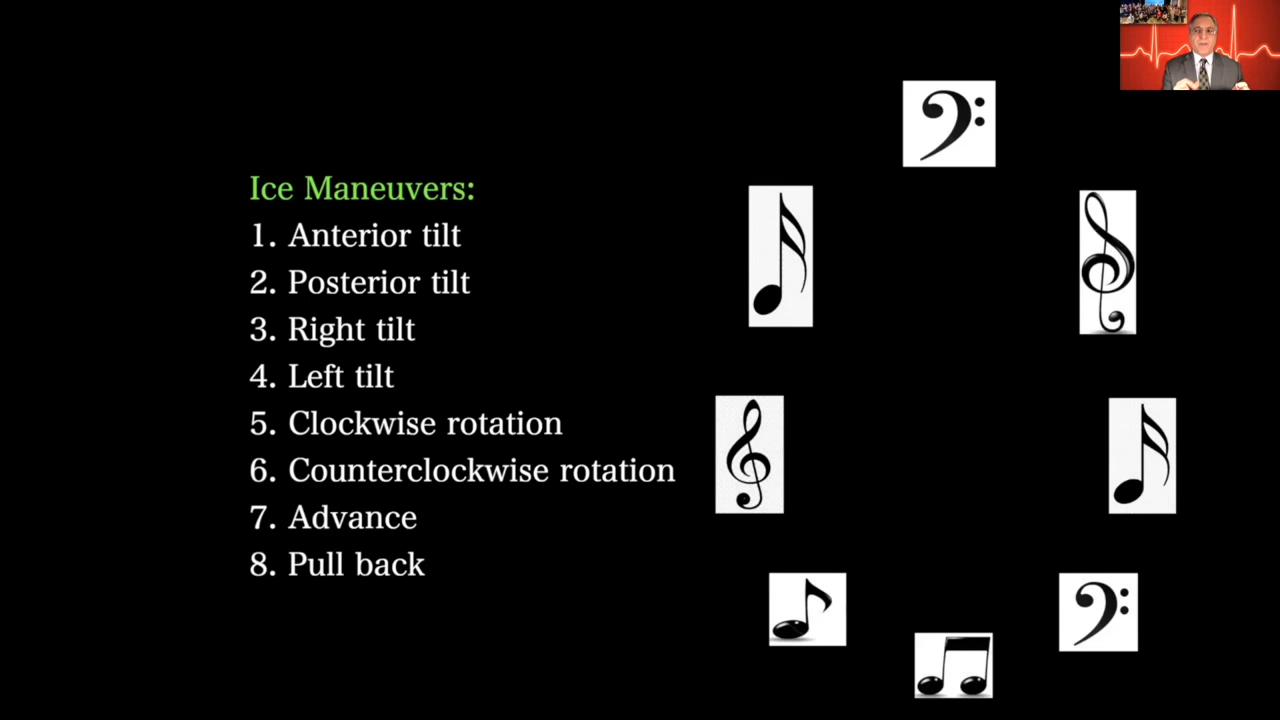 Ice Maneuvers:
1. Anterior tilt
2. Posterior tilt
3. Right tilt
4. Left tilt
5. Clockwise rotation
6. Counterclockwise rotation
7. Advance
8. Pull back